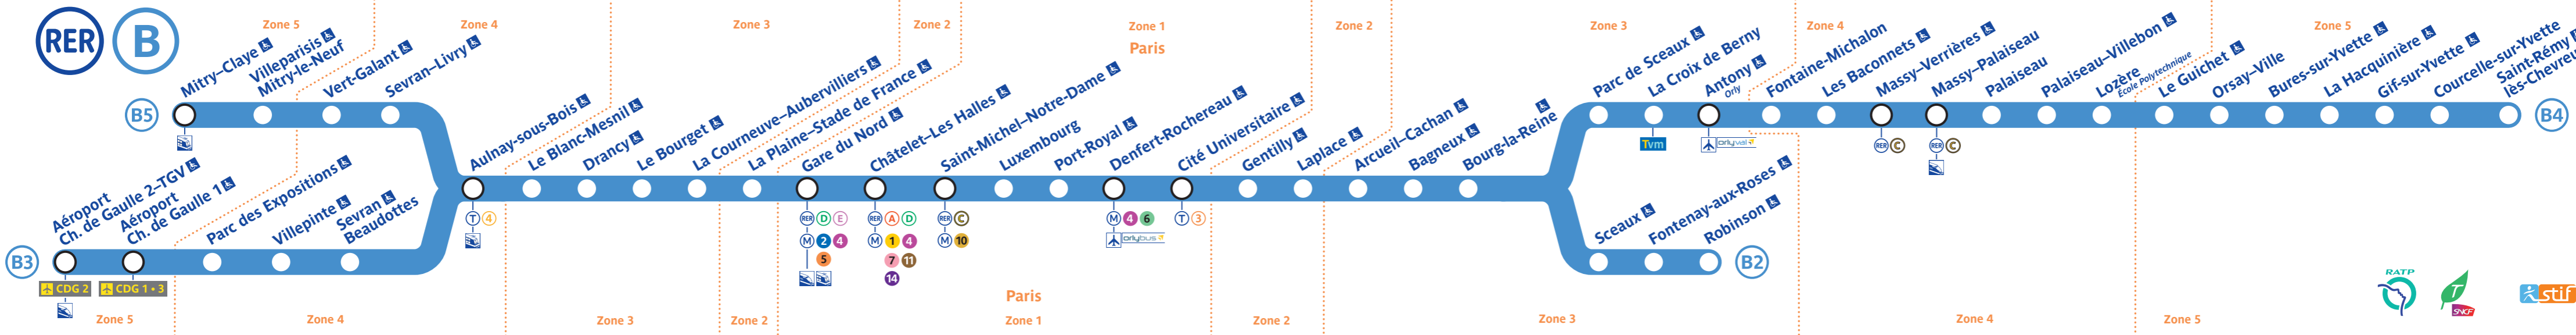 RER B
Zone 5
Zone 4
Zone 3
Zone 2
Zone 1
Paris
Zone 2
Zone 3
Zone 4
Zone 5
B5
Mitry–Claye
Villeparisis
Mitry-le-Neuf
Vert-Galant
Sevran–Livry
B3
Aéroport
Ch. de Gaulle 2–TGV
Aéroport
Ch. de Gaulle 1
Parc des Expositions
Villepinte
Sevran
Beaudottes
CDG 2
CDG 1 • 3
Aulnay-sous-Bois
T 4
Le Blanc-Mesnil
Drancy
Le Bourget
La Courneuve–Aubervilliers
La Plaine–Stade de France
Gare du Nord
RER D E
M 2 4
5
Châtelet–Les Halles
RER A D
M 1 4
7 11
14
Saint-Michel–Notre-Dame
RER C
M 10
Luxembourg
Port-Royal
Denfert-Rochereau
M 4 6
orlybus
Cité Universitaire
T 3
Gentilly
Laplace
Arcueil–Cachan
Bagneux
Bourg-la-Reine
Parc de Sceaux
La Croix de Berny
Tvm
Antony
Orly
orlyval
Fontaine-Michalon
Les Baconnets
Massy–Verrières
RER C
Massy–Palaiseau
RER C
Palaiseau
Palaiseau–Villebon
Lozère
École Polytechnique
Le Guichet
Orsay–Ville
Bures-sur-Yvette
La Hacquinière
Gif-sur-Yvette
Courcelle-sur-Yvette
Saint-Rémy
lès-Chevreu
B4
Sceaux
Fontenay-aux-Roses
Robinson
B2
Zone 5
Zone 4
Zone 3
Zone 2
Paris
Zone 1
Zone 2
Zone 3
Zone 4
Zone 5
RATP
T
SNCF
stif